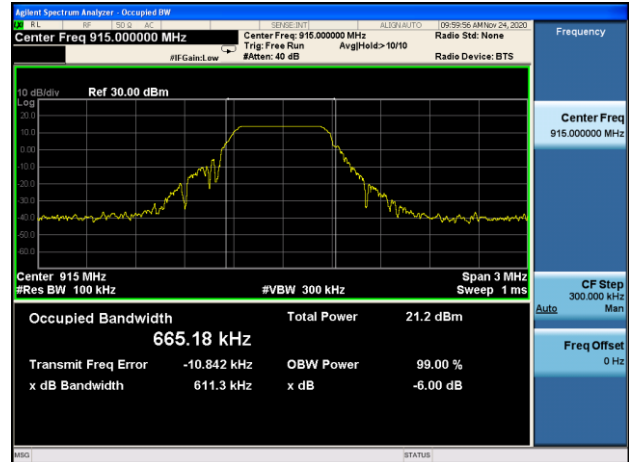 Agilent Spectrum Analyzer - Occupied BW
RL RF 50 Ω AC SENSE:INT ALIGN AUTO 09:59:56 AM Nov 24, 2020
Center Freq 915.000000 MHz Center Freq: 915.000000 MHz Radio Std: None Frequency
Trig: Free Run Avg|Hold:>10/10
#IFGain:Low #Atten: 40 dB Radio Device: BTS
10 dB/div Ref 30.00 dBm
Log
20.0
10.0
0.00
-10.0
-20.0
-30.0
-40.0
-50.0
-60.0
Center Freq
915.000000 MHz
Center 915 MHz Span 3 MHz
#Res BW 100 kHz #VBW 300 kHz Sweep 1 ms
CF Step
300.000 kHz
Auto Man
Occupied Bandwidth Total Power 21.2 dBm
665.18 kHz
Transmit Freq Error -10.842 kHz OBW Power 99.00 %
x dB Bandwidth 611.3 kHz x dB -6.00 dB
Freq Offset
0 Hz
MSG STATUS